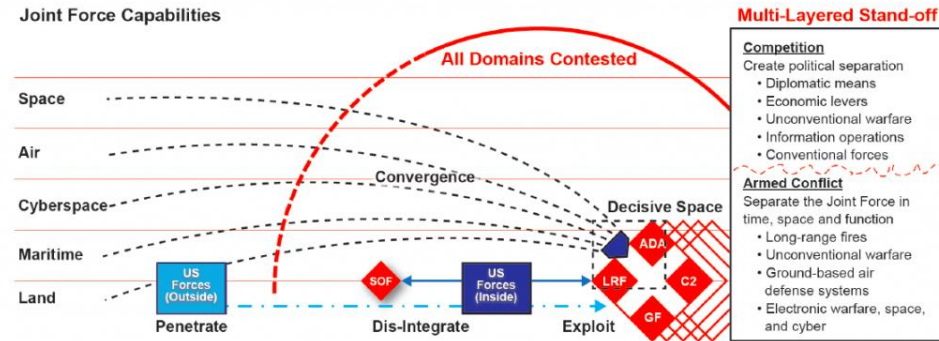 Joint Force Capabilities
Multi-Layered Stand-off
All Domains Contested
Space
Air
Convergence
Cyberspace
Decisive Space
Maritime
Land
US
Forces
(Outside)
SOF
US
Forces
(Inside)
ADA
LRF
C2
GF
Penetrate
Dis-Integrate
Exploit
Competition
Create political separation
• Diplomatic means
• Economic levers
• Unconventional warfare
• Information operations
• Conventional forces
Armed Conflict
Separate the Joint Force in
time, space and function
• Long-range fires
• Unconventional warfare
• Ground-based air
defense systems
• Electronic warfare, space,
and cyber